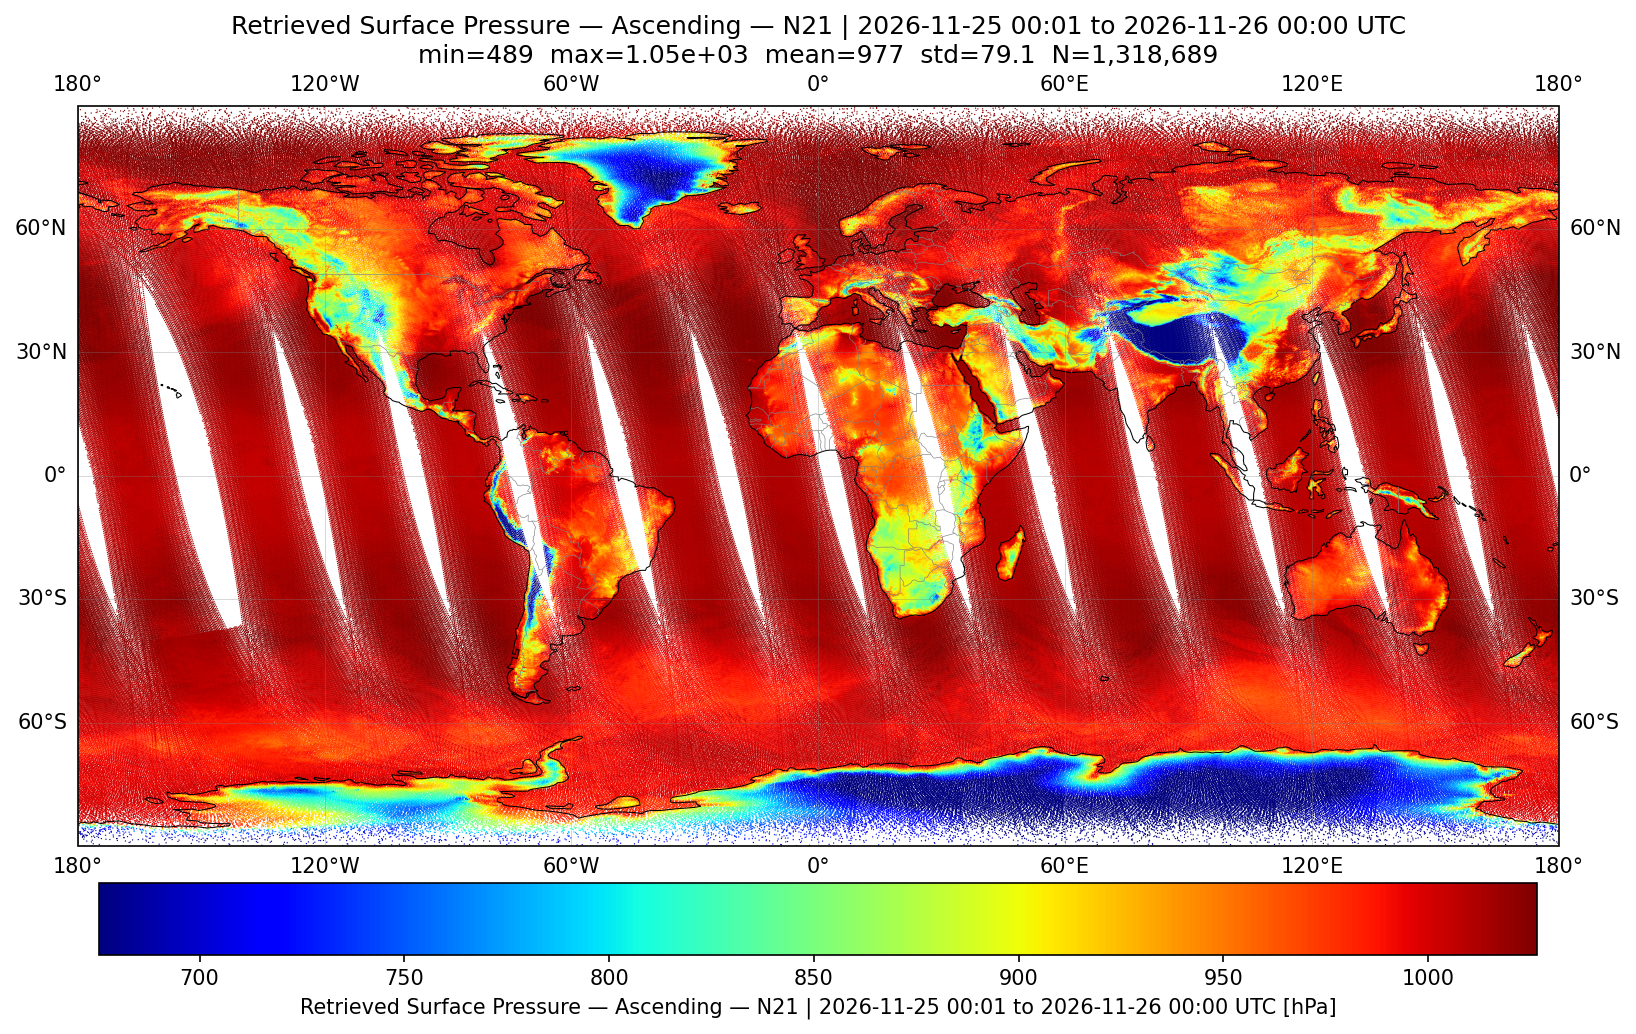 Retrieved Surface Pressure — Ascending — N21 | 2026-11-25 00:01 to 2026-11-26 00:00 UTC
min=489 max=1.05e+03 mean=977 std=79.1 N=1,318,689
180° 120°W 60°W 0° 60°E 120°E 180°
60°N 60°N
30°N 30°N
0° 0°
30°S 30°S
60°S 60°S
180° 120°W 60°W 0° 60°E 120°E 180°
700 750 800 850 900 950 1000
Retrieved Surface Pressure — Ascending — N21 | 2026-11-25 00:01 to 2026-11-26 00:00 UTC [hPa]